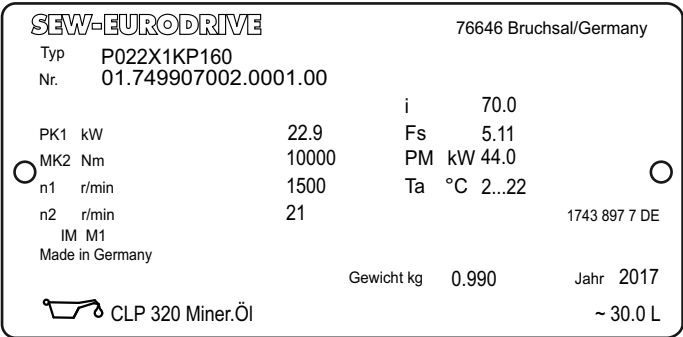 SEW-EURODRIVE 76646 Bruchsal/Germany
Typ P022X1KP160
Nr. 01.749907002.0001.00
i 70.0
PK1 kW 22.9 Fs 5.11
MK2 Nm 10000 PM kW 44.0
n1 r/min 1500 Ta °C 2...22
n2 r/min 21 1743 897 7 DE
IM M1
Made in Germany
Gewicht kg 0.990 Jahr 2017
CLP 320 Miner.Öl ~ 30.0 L